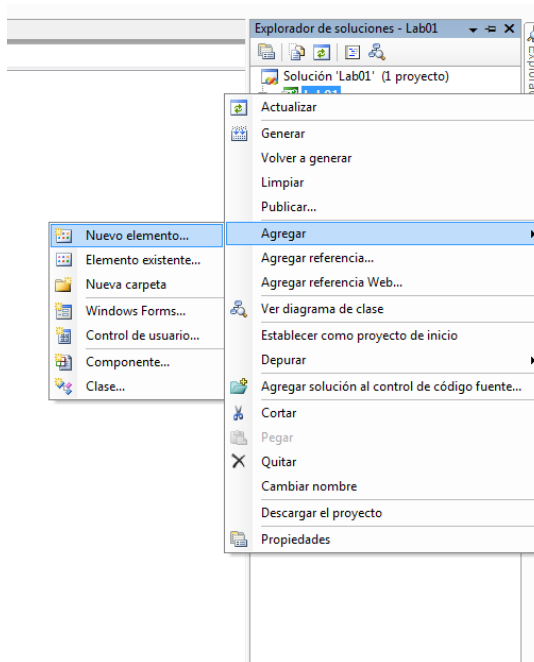 Explorador de soluciones - Lab01
Solución 'Lab01' (1 proyecto)
Actualizar
Generar
Volver a generar
Limpiar
Publicar...
Agregar
Agregar referencia...
Agregar referencia Web...
Ver diagrama de clase
Establecer como proyecto de inicio
Depurar
Agregar solución al control de código fuente...
Cortar
Pegar
Quitar
Cambiar nombre
Descargar el proyecto
Propiedades
Nuevo elemento...
Elemento existente...
Nueva carpeta
Windows Forms...
Control de usuario...
Componente...
Clase...